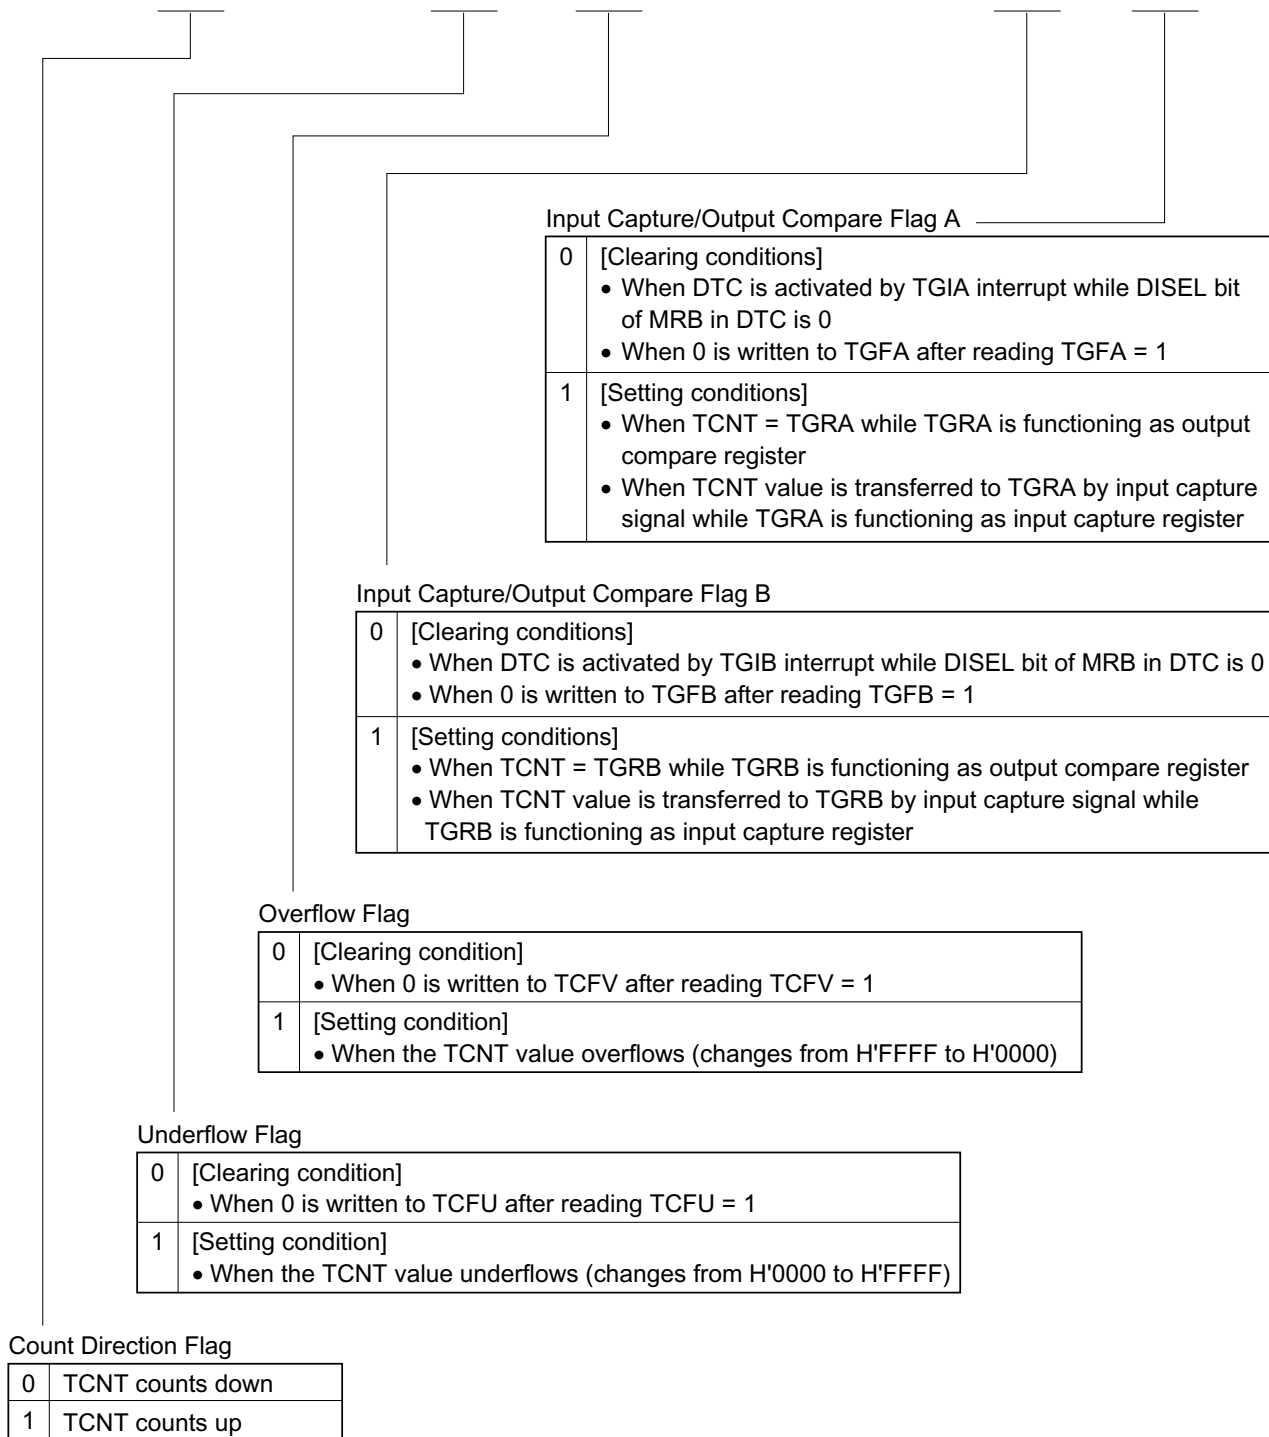 Input Capture/Output Compare Flag A
0 [Clearing conditions]
• When DTC is activated by TGIA interrupt while DISEL bit
of MRB in DTC is 0
• When 0 is written to TGFA after reading TGFA = 1
1 [Setting conditions]
• When TCNT = TGRA while TGRA is functioning as output
compare register
• When TCNT value is transferred to TGRA by input capture
signal while TGRA is functioning as input capture register
Input Capture/Output Compare Flag B
0 [Clearing conditions]
• When DTC is activated by TGIB interrupt while DISEL bit of MRB in DTC is 0
• When 0 is written to TGFB after reading TGFB = 1
1 [Setting conditions]
• When TCNT = TGRB while TGRB is functioning as output compare register
• When TCNT value is transferred to TGRB by input capture signal while
TGRB is functioning as input capture register
Overflow Flag
0 [Clearing condition]
• When 0 is written to TCFV after reading TCFV = 1
1 [Setting condition]
• When the TCNT value overflows (changes from H'FFFF to H'0000)
Underflow Flag
0 [Clearing condition]
• When 0 is written to TCFU after reading TCFU = 1
1 [Setting condition]
• When the TCNT value underflows (changes from H'0000 to H'FFFF)
Count Direction Flag
0 TCNT counts down
1 TCNT counts up